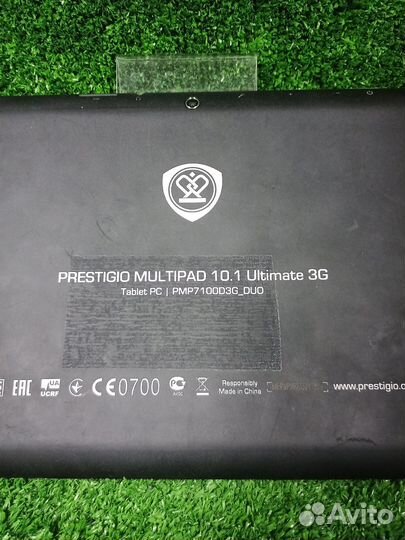 PRESTIGIO MULTIPAD 10.1 Ultimate 3G
Tablet PC | PMP7100D3G_DUO
EAC UA UCRF CE0700 Responsibly
Made in China
www.prestigio.c
Avito